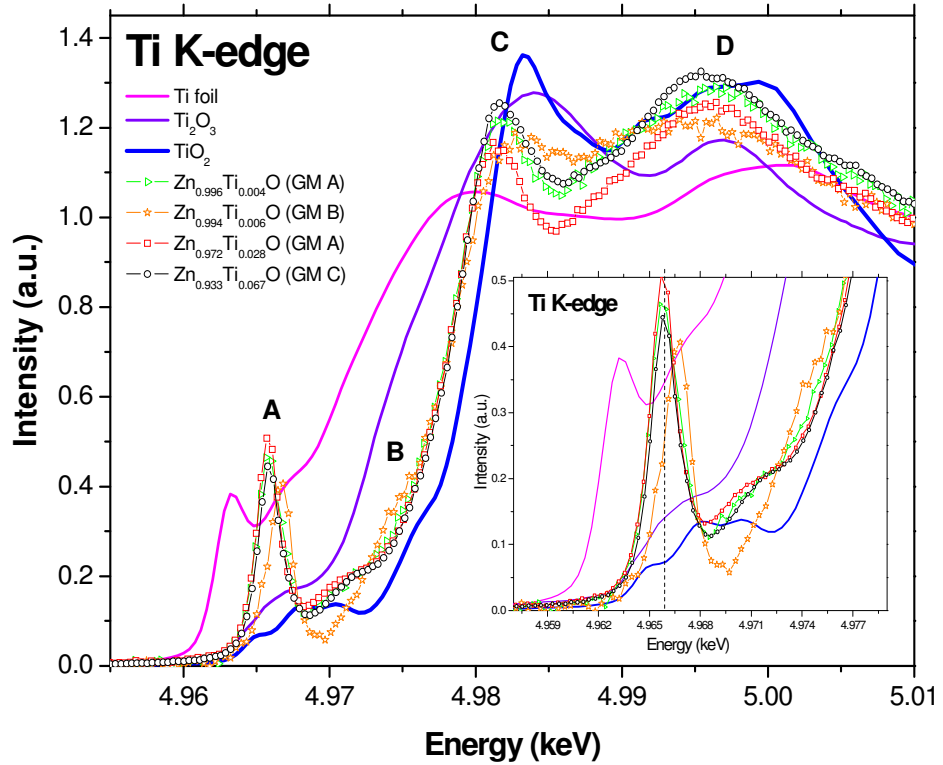 Ti K-edge
Ti foil
Ti2O3
TiO2
Zn0.996Ti0.004O (GM A)
Zn0.994Ti0.006O (GM B)
Zn0.972Ti0.028O (GM A)
Zn0.933Ti0.067O (GM C)
A
B
C
D
Intensity (a.u.)
1.4
1.2
1.0
0.8
0.6
0.4
0.2
0.0
4.96 4.97 4.98 4.99 5.00 5.01
Energy (keV)
Ti K-edge
Intensity (a.u.)
0.5
0.4
0.3
0.2
0.1
0.0
4.959 4.962 4.965 4.968 4.971 4.974 4.977
Energy (keV)